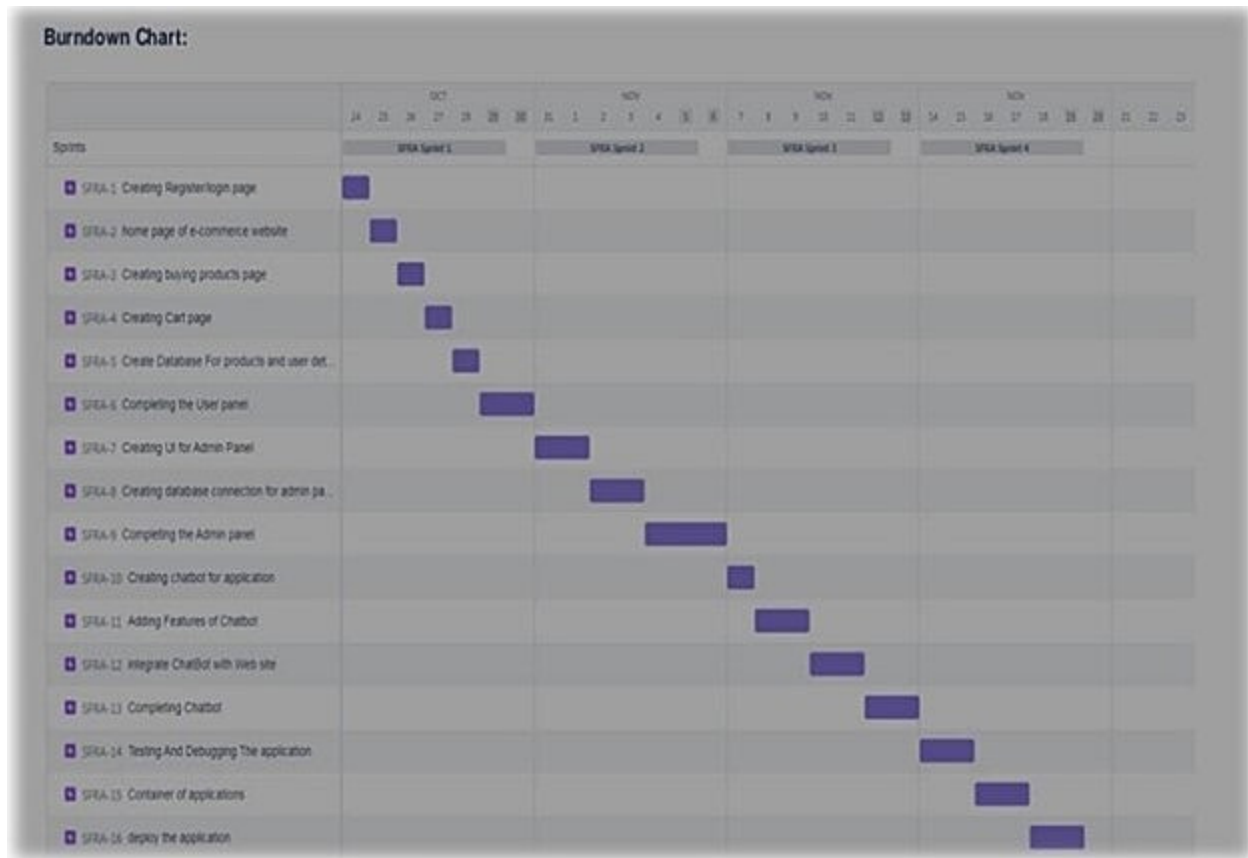 Burndown Chart:
OCT NOV NOV NOV
24 25 26 27 28 29 30 31 1 2 3 4 5 6 7 8 9 10 11 12 13 14 15 16 17 18 19 20 21 22 23
Sprints SFRA Sprint 1 SFRA Sprint 2 SFRA Sprint 3 SFRA Sprint 4
SFRA-1 Creating Register/login page
SFRA-2 home page of e-commerce website
SFRA-3 Creating buying products page
SFRA-4 Creating Cart page
SFRA-5 Create Database For products and user det...
SFRA-6 Completing the User panel
SFRA-7 Creating UI for Admin Panel
SFRA-8 Creating database connection for admin pa...
SFRA-9 Completing the Admin panel
SFRA-10 Creating chatbot for application
SFRA-11 Adding Features of Chatbot
SFRA-12 integrate ChatBot with Web site
SFRA-13 Completing Chatbot
SFRA-14 Testing And Debugging The application
SFRA-15 Container of applications
SFRA-16 deploy the application